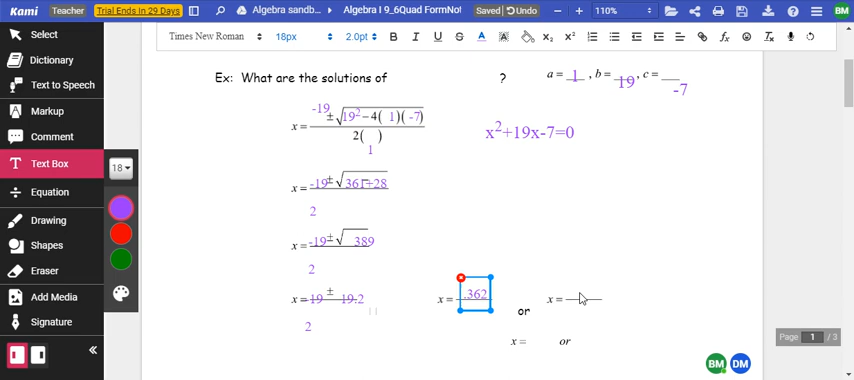 Kami Teacher Trial Ends In 29 Days Algebra sandb... Algebra I 9_6Quad FormNo Saved Undo 110% BM
Times New Roman 18px 2.0pt B I U S A A x₂ x²
Select
Dictionary
Text to Speech
Markup
Comment
Text Box 18
Equation
Drawing
Shapes
Eraser
Add Media
Signature
Ex: What are the solutions of ? a = 1 , b = 19 , c = -7
x = -19 ± √19² − 4( 1)( -7)
2( 1 )
x²+19x-7=0
x = -19 ± √361 − -28
2
x = -19 ± √389
2
x = -19 ± 19.2
2
x = .362 or x =
x = or
Page 1 / 3
BM DM